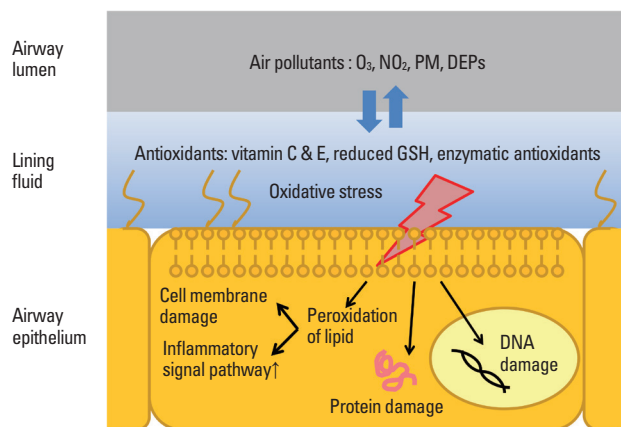 Airway
lumen
Air pollutants : O₃, NO₂, PM, DEPs
Lining
fluid
Antioxidants: vitamin C & E, reduced GSH, enzymatic antioxidants
Oxidative stress
Airway
epithelium
Cell membrane
damage
Peroxidation
of lipid
Inflammatory
signal pathway↑
Protein damage
DNA
damage